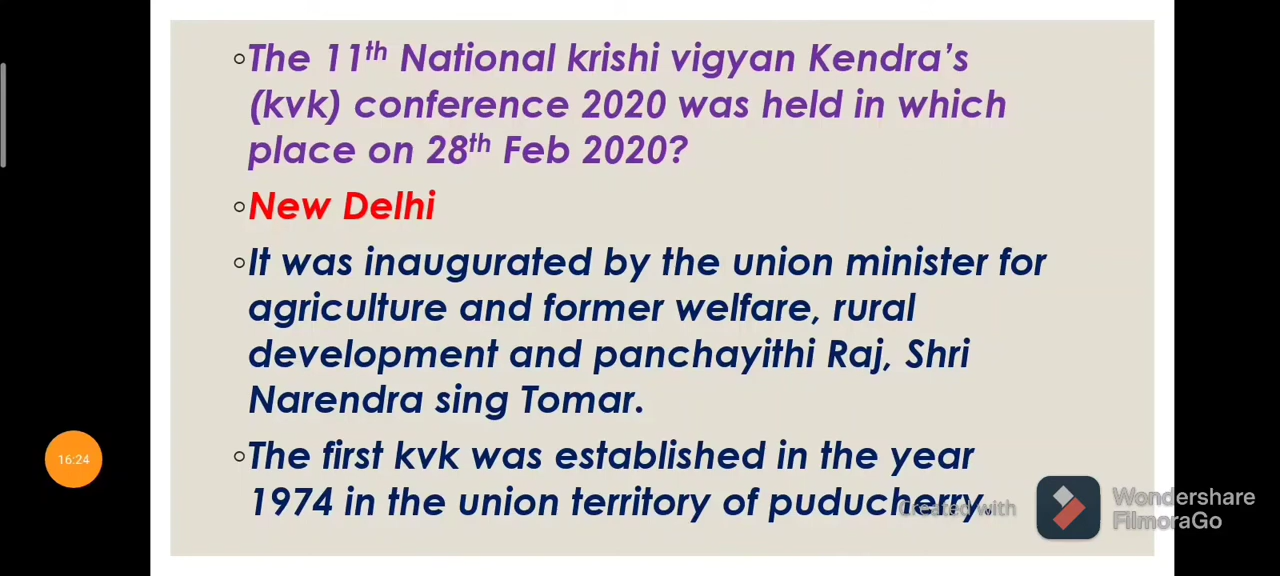 ◦The 11th National krishi vigyan Kendra's
(kvk) conference 2020 was held in which
place on 28th Feb 2020?
◦New Delhi
◦It was inaugurated by the union minister for
agriculture and former welfare, rural
development and panchayithi Raj, Shri
Narendra sing Tomar.
16:24
◦The first kvk was established in the year
1974 in the union territory of puducherry.
Created with
Wondershare
FilmoraGo